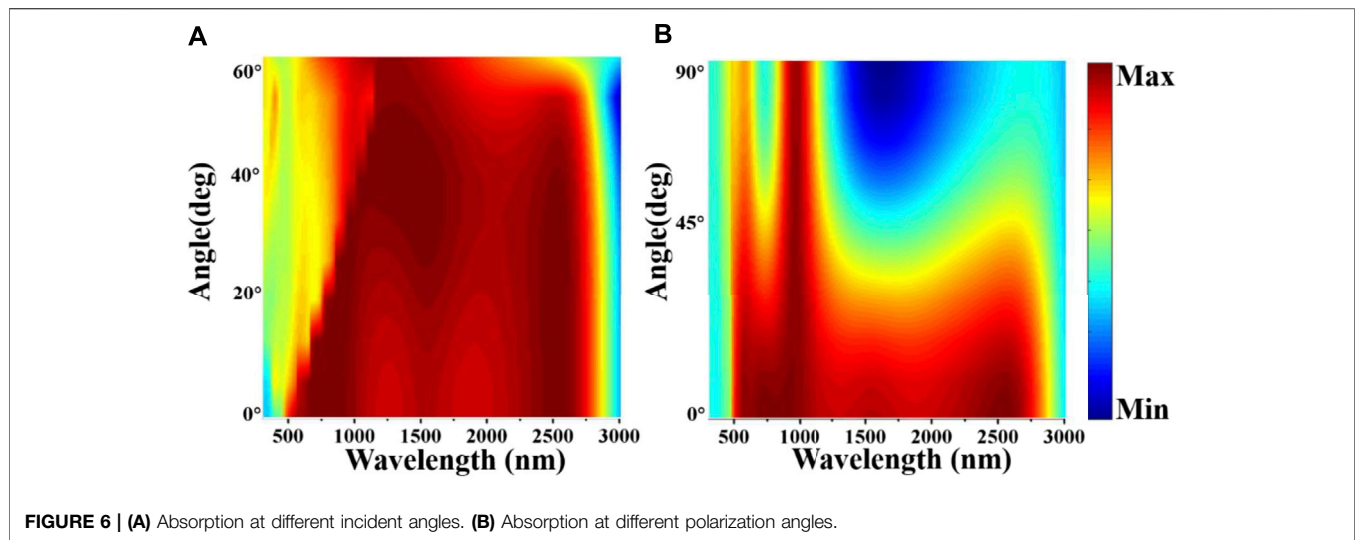 A
B
60°
40°
20°
0°
Angle(deg)
500 1000 1500 2000 2500 3000
Wavelength (nm)
90°
45°
0°
Angle(deg)
500 1000 1500 2000 2500 3000
Wavelength (nm)
Max
Min
FIGURE 6 | (A) Absorption at different incident angles. (B) Absorption at different polarization angles.